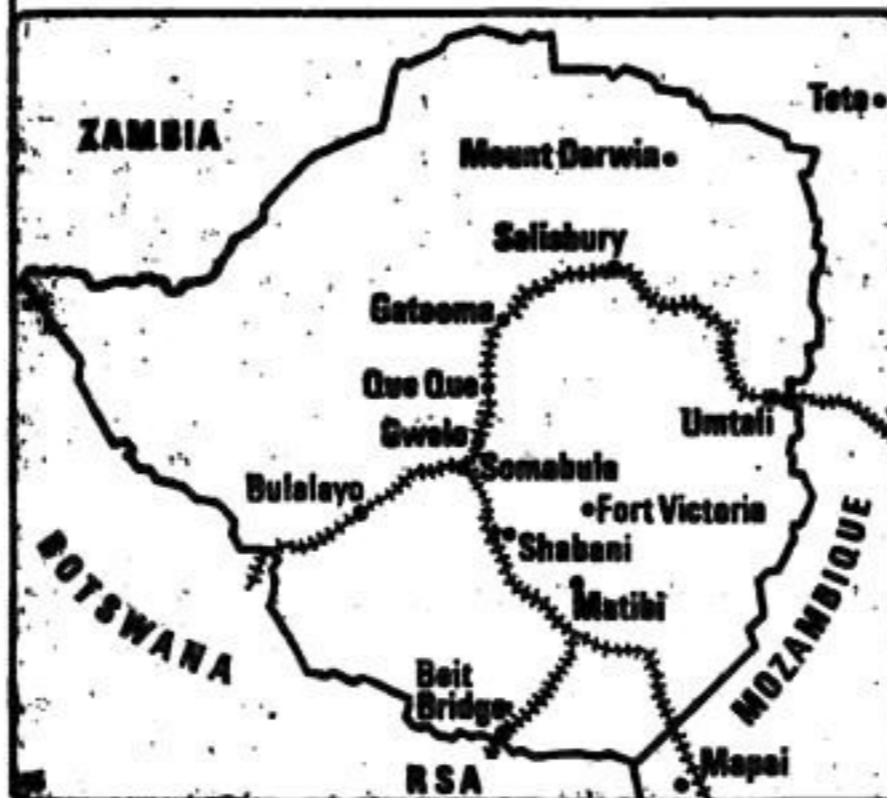 ZAMBIA
Tete
Mount Darwin
Salisbury
Gatooma
Que Que
Gwelo
Umtali
Somabula
Bulalayo
Fort Victoria
Shabani
Matibi
BOTSWANA
MOZAMBIQUE
Beit
Bridge
Mapai
RSA